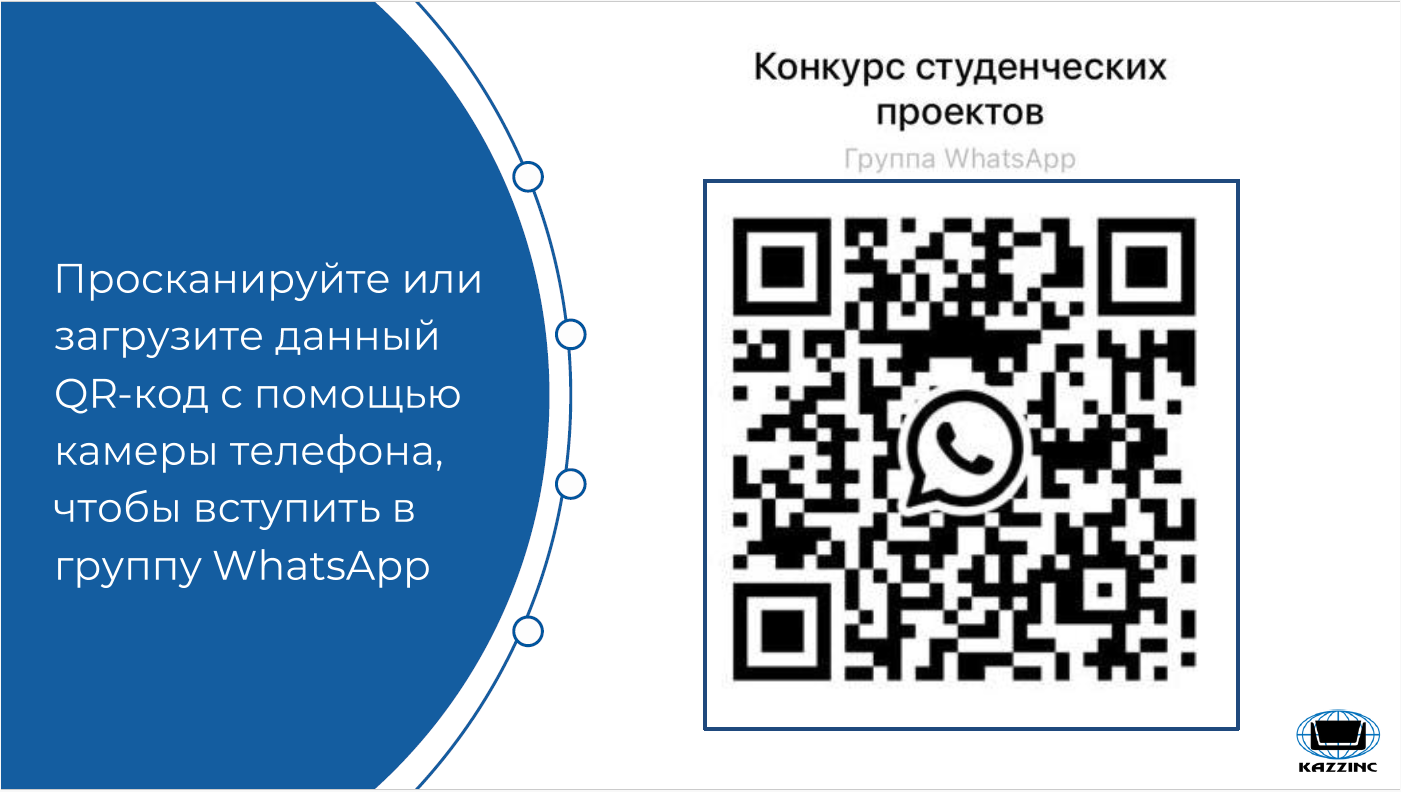 Конкурс студенческих
проектов
Группа WhatsApp
Просканируйте или
загрузите данный
QR-код с помощью
камеры телефона,
чтобы вступить в
группу WhatsApp
KAZZINC